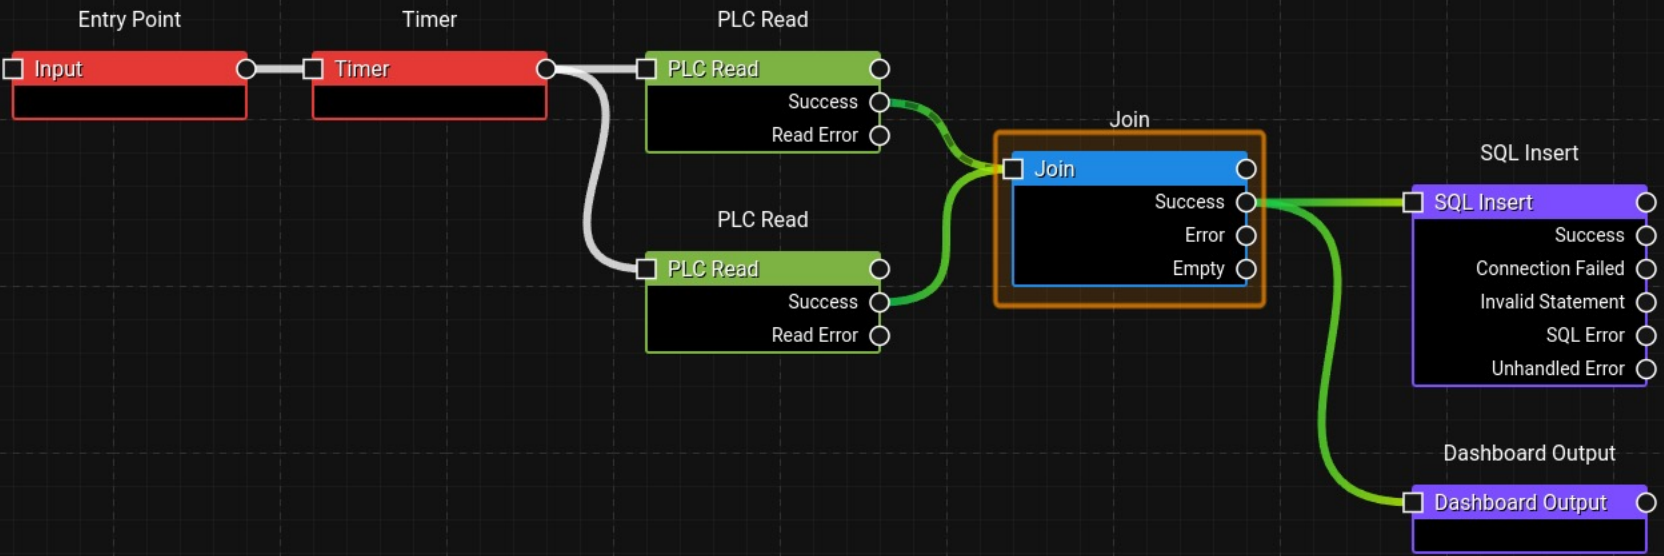 Entry Point
Input
Timer
Timer
PLC Read
PLC Read
Success
Read Error
PLC Read
PLC Read
Success
Read Error
Join
Join
Success
Error
Empty
SQL Insert
SQL Insert
Success
Connection Failed
Invalid Statement
SQL Error
Unhandled Error
Dashboard Output
Dashboard Output